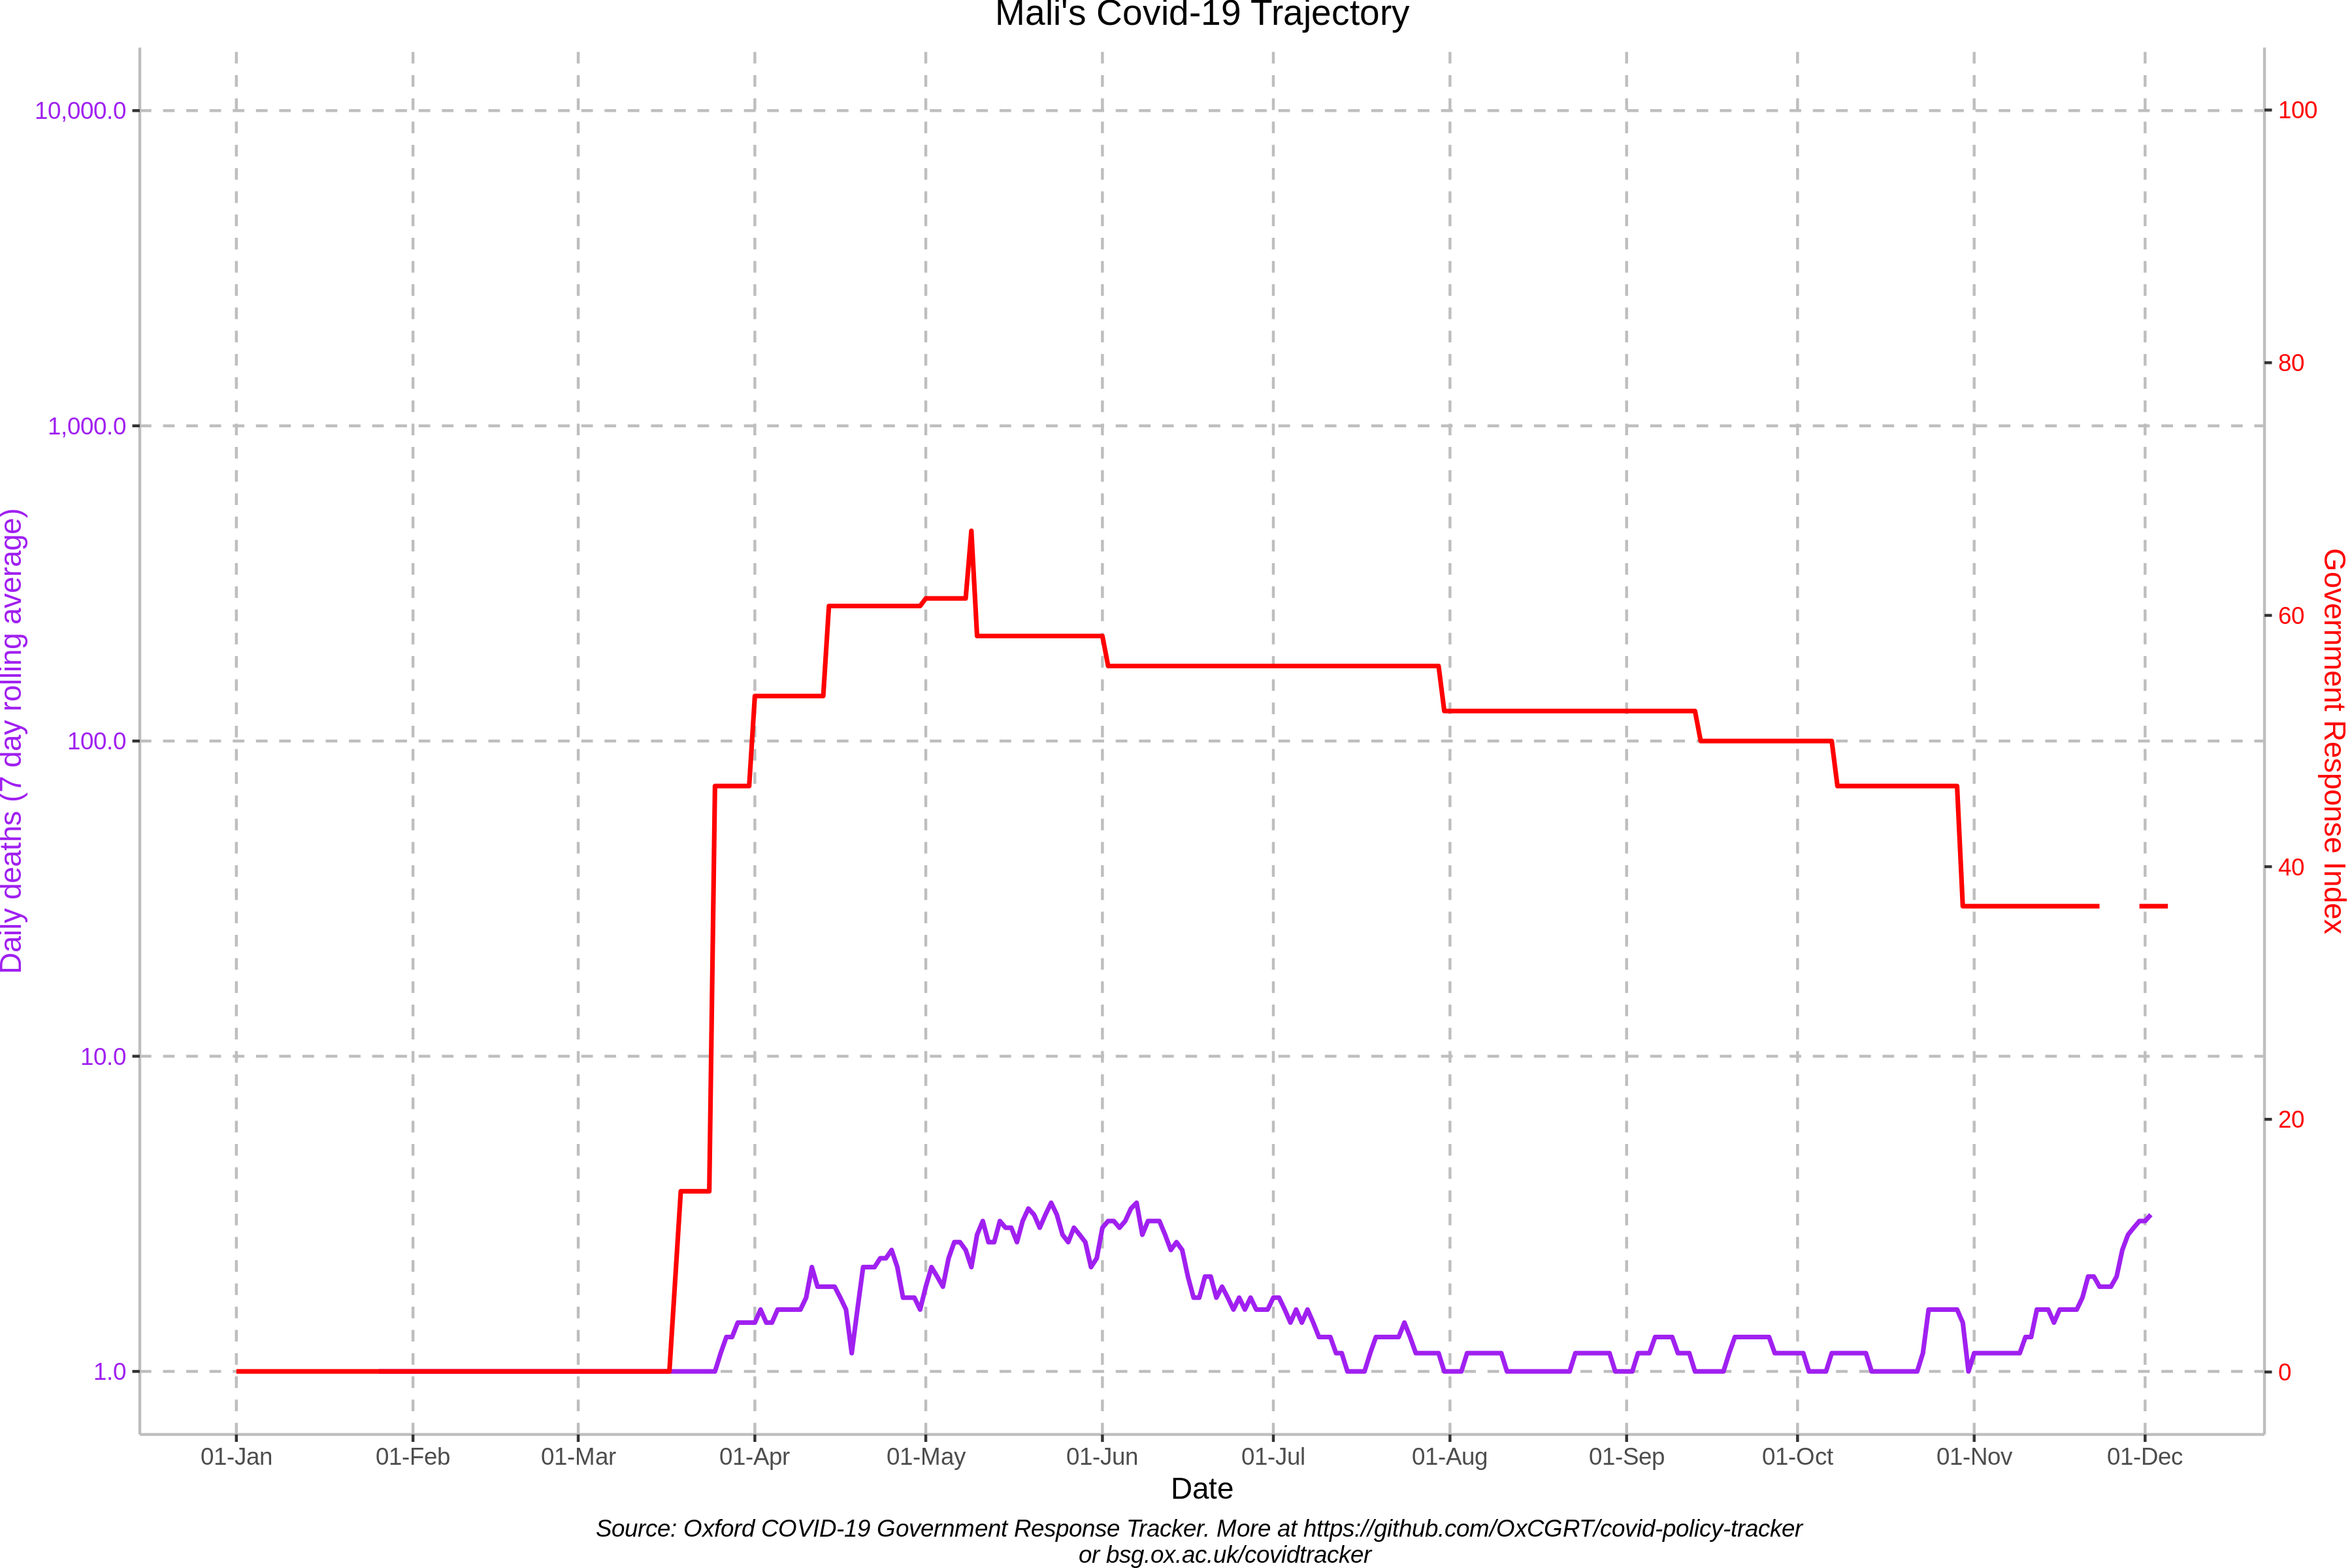 Mali's Covid-19 Trajectory
10,000.0
1,000.0
100.0
10.0
1.0
Daily deaths (7 day rolling average)
100
80
60
40
20
0
Government Response Index
01-Jan 01-Feb 01-Mar 01-Apr 01-May 01-Jun 01-Jul 01-Aug 01-Sep 01-Oct 01-Nov 01-Dec
Date
Source: Oxford COVID-19 Government Response Tracker. More at https://github.com/OxCGRT/covid-policy-tracker
or bsg.ox.ac.uk/covidtracker